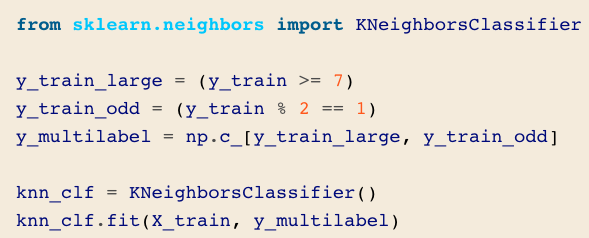 from sklearn.neighbors import KNeighborsClassifier
y_train_large = (y_train >= 7)
y_train_odd = (y_train % 2 == 1)
y_multilabel = np.c_[y_train_large, y_train_odd]
knn_clf = KNeighborsClassifier()
knn_clf.fit(X_train, y_multilabel)